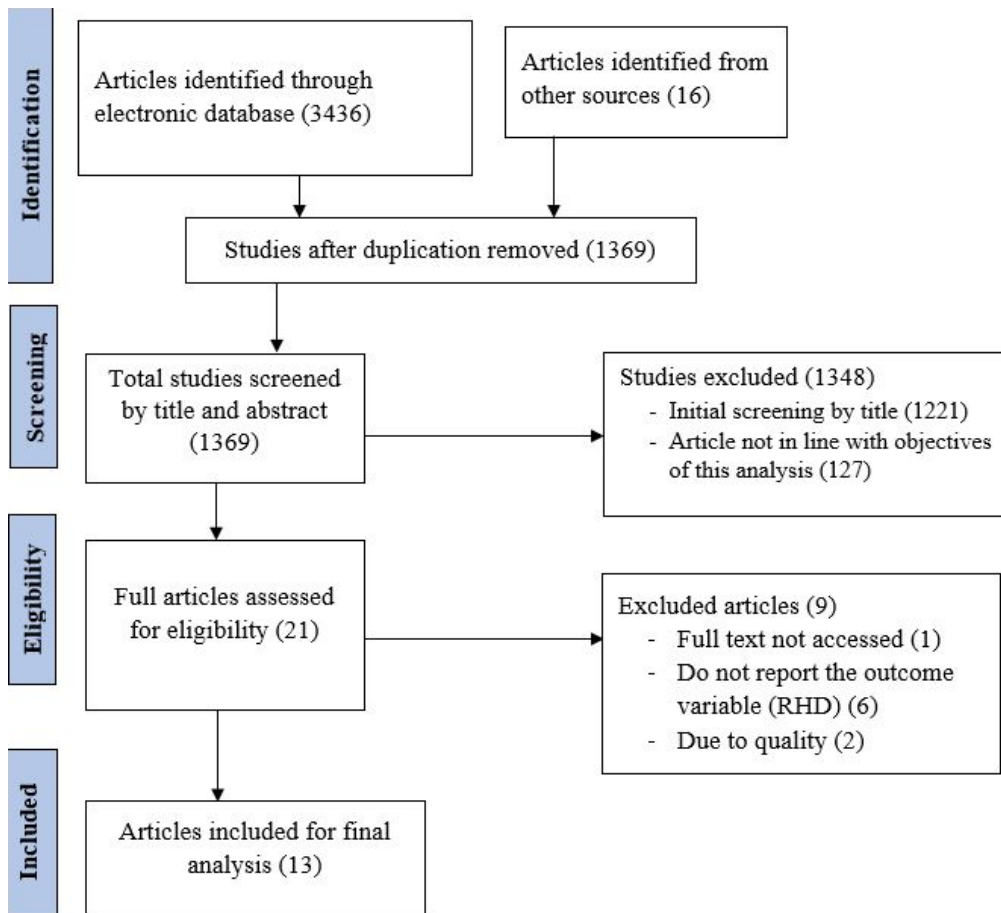 Identification
Articles identified through
electronic database (3436)
Articles identified from
other sources (16)
Studies after duplication removed (1369)
Screening
Total studies screened
by title and abstract
(1369)
Studies excluded (1348)
- Initial screening by title (1221)
- Article not in line with objectives
of this analysis (127)
Eligibility
Full articles assessed
for eligibility (21)
Excluded articles (9)
- Full text not accessed (1)
- Do not report the outcome
variable (RHD) (6)
- Due to quality (2)
Included
Articles included for final
analysis (13)